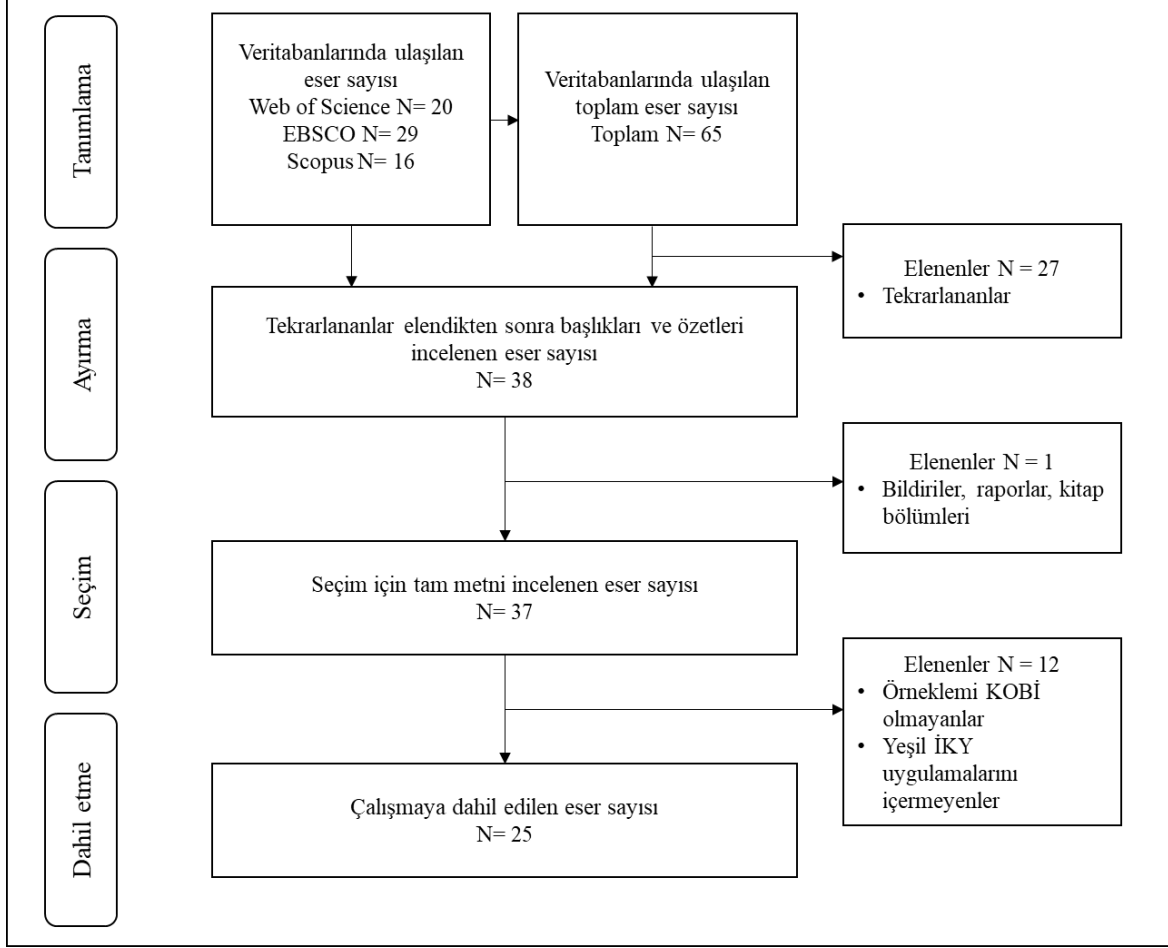 Tanımlama
Veritabanlarında ulaşılan
eser sayısı
Web of Science N= 20
EBSCO N= 29
Scopus N= 16
Veritabanlarında ulaşılan
toplam eser sayısı
Toplam N= 65
Elenenler N = 27
• Tekrarlananlar
Ayırma
Tekrarlananlar elendikten sonra başlıkları ve özetleri
incelenen eser sayısı
N= 38
Elenenler N = 1
• Bildiriler, raporlar, kitap
bölümleri
Seçim
Seçim için tam metni incelenen eser sayısı
N= 37
Elenenler N = 12
• Örneklemi KOBİ
olmayanlar
• Yeşil İKY
uygulamalarını
içermeyenler
Dahil etme
Çalışmaya dahil edilen eser sayısı
N= 25